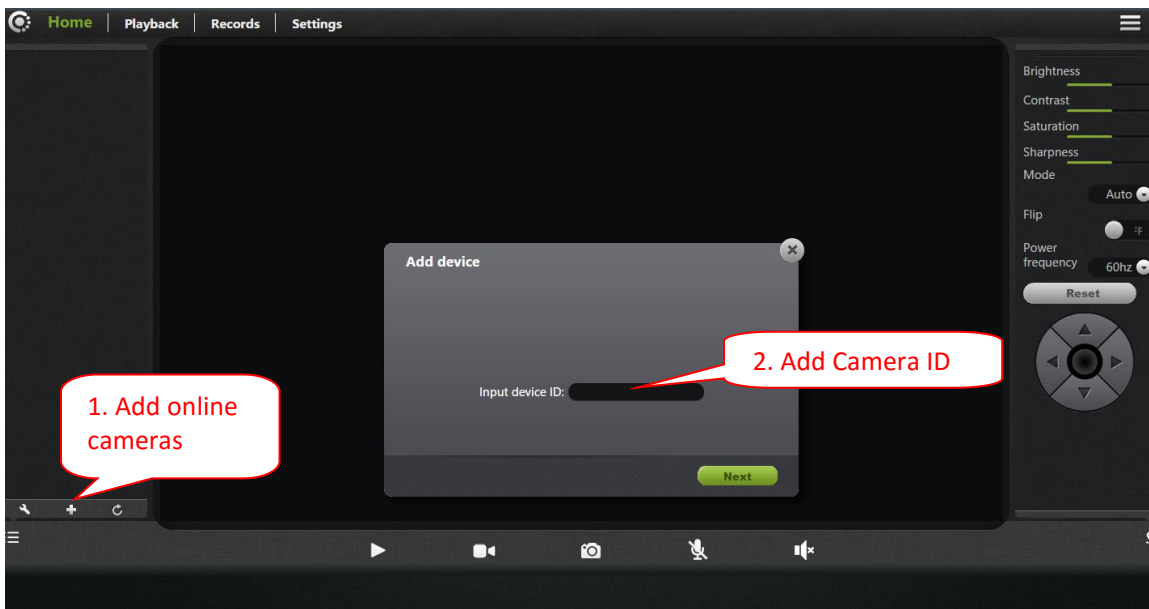 Home Playback Records Settings
Brightness
Contrast
Saturation
Sharpness
Mode
Auto
Flip
Power
frequency
60hz
Reset
Add device
Input device ID:
Next
1. Add online
cameras
2. Add Camera ID